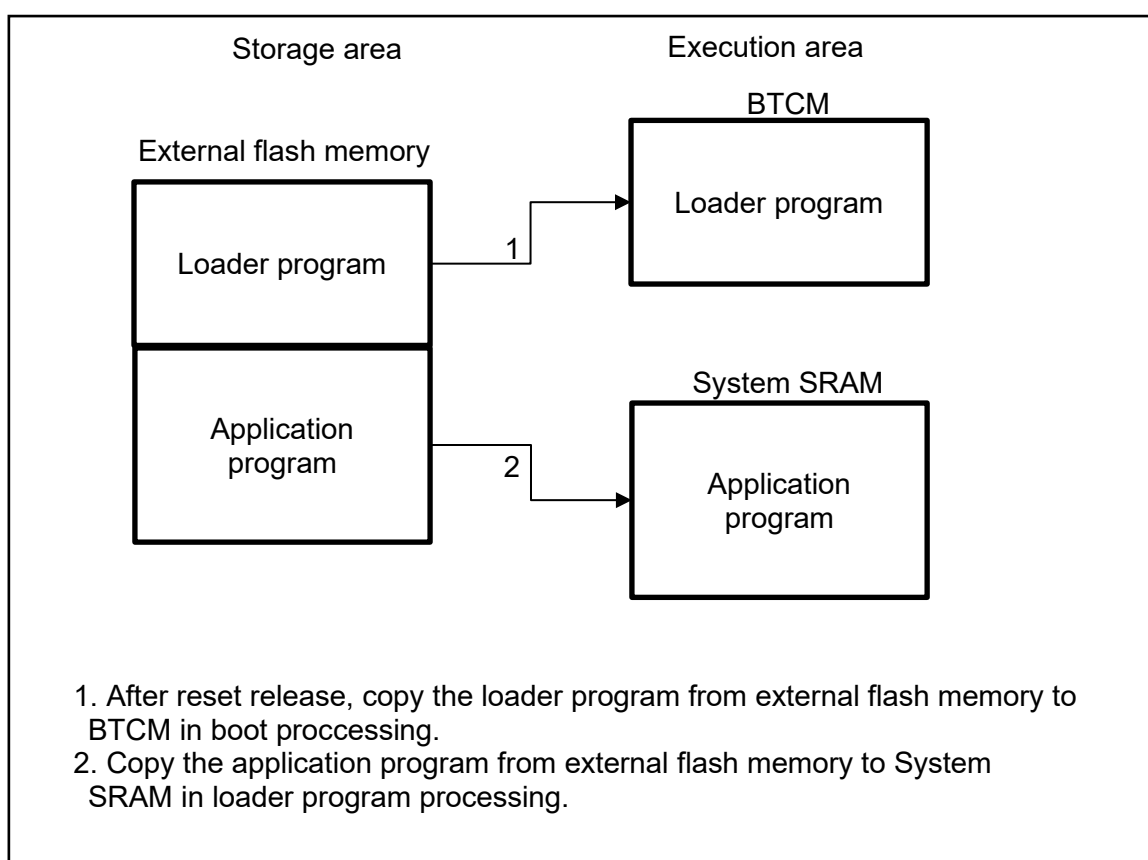 Storage area
Execution area
BTCM
External flash memory
Loader program
Loader program
1
System SRAM
Application
program
2
Application
program
1. After reset release, copy the loader program from external flash memory to
BTCM in boot proccessing.
2. Copy the application program from external flash memory to System
SRAM in loader program processing.